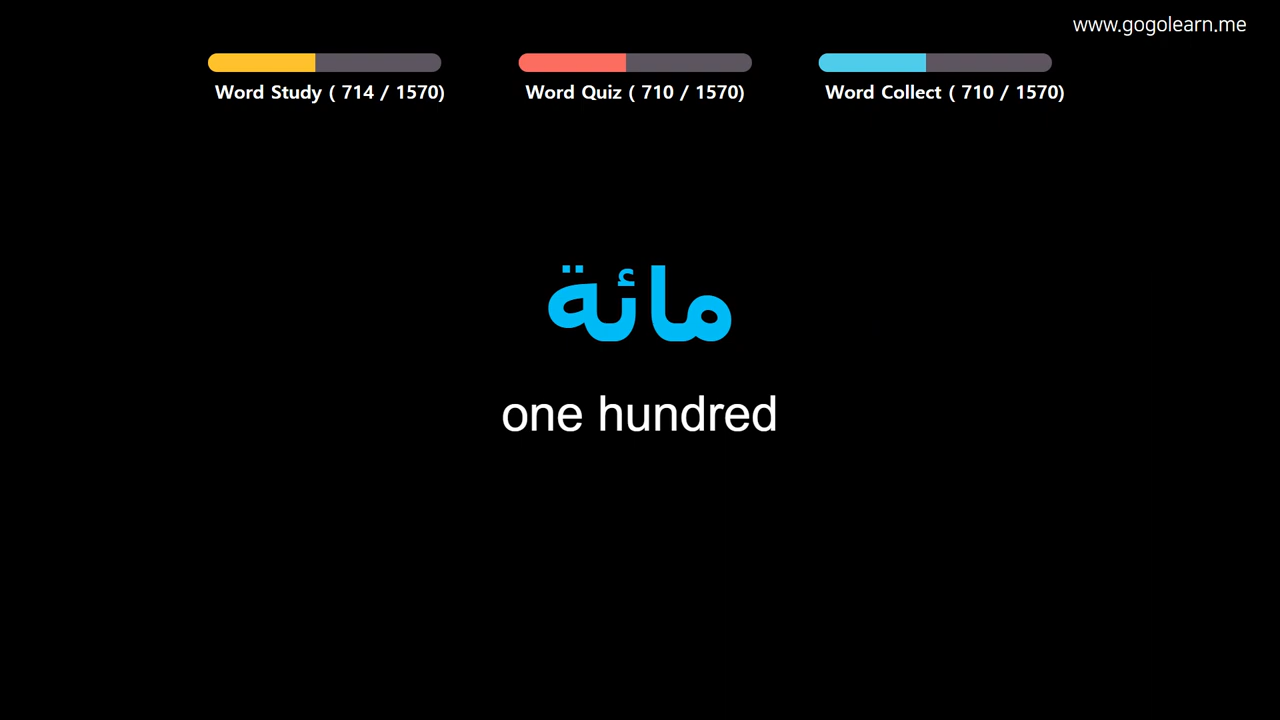 www.gogolearn.me
Word Study ( 714 / 1570)
Word Quiz ( 710 / 1570)
Word Collect ( 710 / 1570)
مائة
one hundred